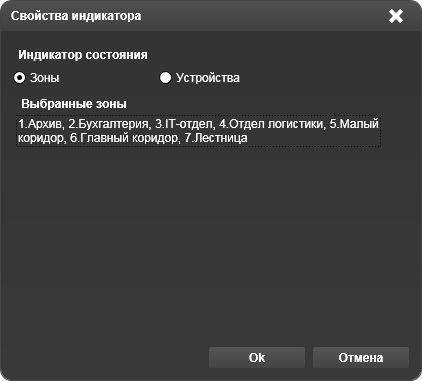 Свойства индикатора
Индикатор состояния
Зоны
Устройства
Выбранные зоны
1.Архив, 2.Бухгалтерия, 3.IT-отдел, 4.Отдел логистики, 5.Малый
коридор, 6.Главный коридор, 7.Лестница
Ok
Отмена